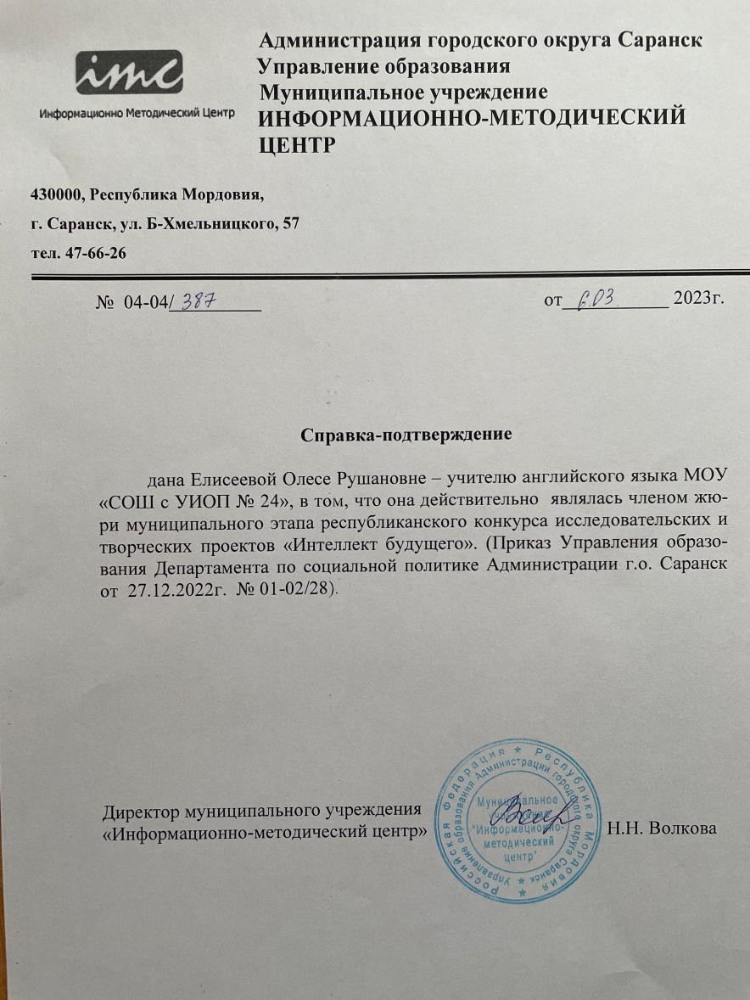 imc
Информационно Методический Центр
Администрация городского округа Саранск
Управление образования
Муниципальное учреждение
ИНФОРМАЦИОННО-МЕТОДИЧЕСКИЙ
ЦЕНТР
430000, Республика Мордовия,
г. Саранск, ул. Б-Хмельницкого, 57
тел. 47-66-26
№ 04-04/ 387
от 6.03. 2023г.
Справка-подтверждение
дана Елисеевой Олесе Рушановне – учителю английского языка МОУ
«СОШ с УИОП № 24», в том, что она действительно являлась членом жю-
ри муниципального этапа республиканского конкурса исследовательских и
творческих проектов «Интеллект будущего». (Приказ Управления образо-
вания Департамента по социальной политике Администрации г.о. Саранск
от 27.12.2022г. № 01-02/28).
Директор муниципального учреждения
«Информационно-методический центр»
Российская Федерация ★ Республика Мордовия ★
Управление образования Администрации городского округа Саранск ★
Муниципальное
учреждение
"Информационно-
методический
центр"
Н.Н. Волкова